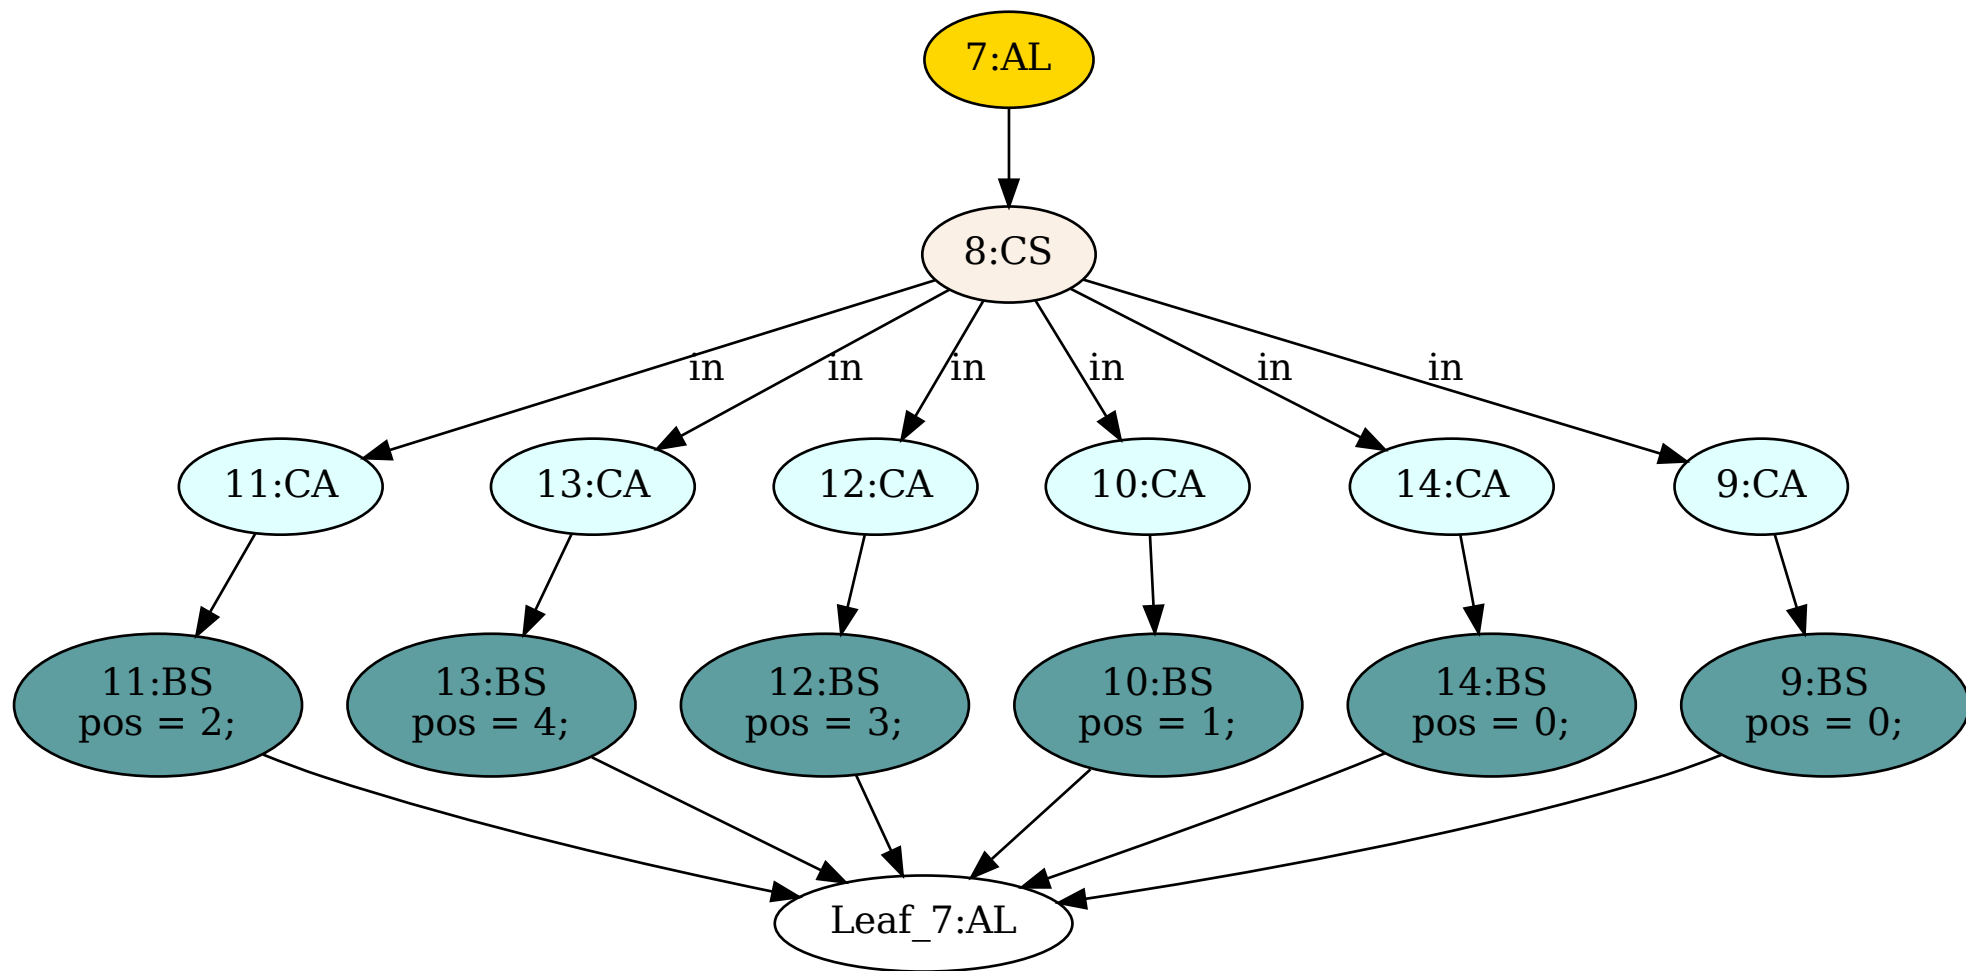 7:AL
8:CS
in
in
in
in
in
in
11:CA
13:CA
12:CA
10:CA
14:CA
9:CA
11:BS
pos = 2;
13:BS
pos = 4;
12:BS
pos = 3;
10:BS
pos = 1;
14:BS
pos = 0;
9:BS
pos = 0;
Leaf_7:AL